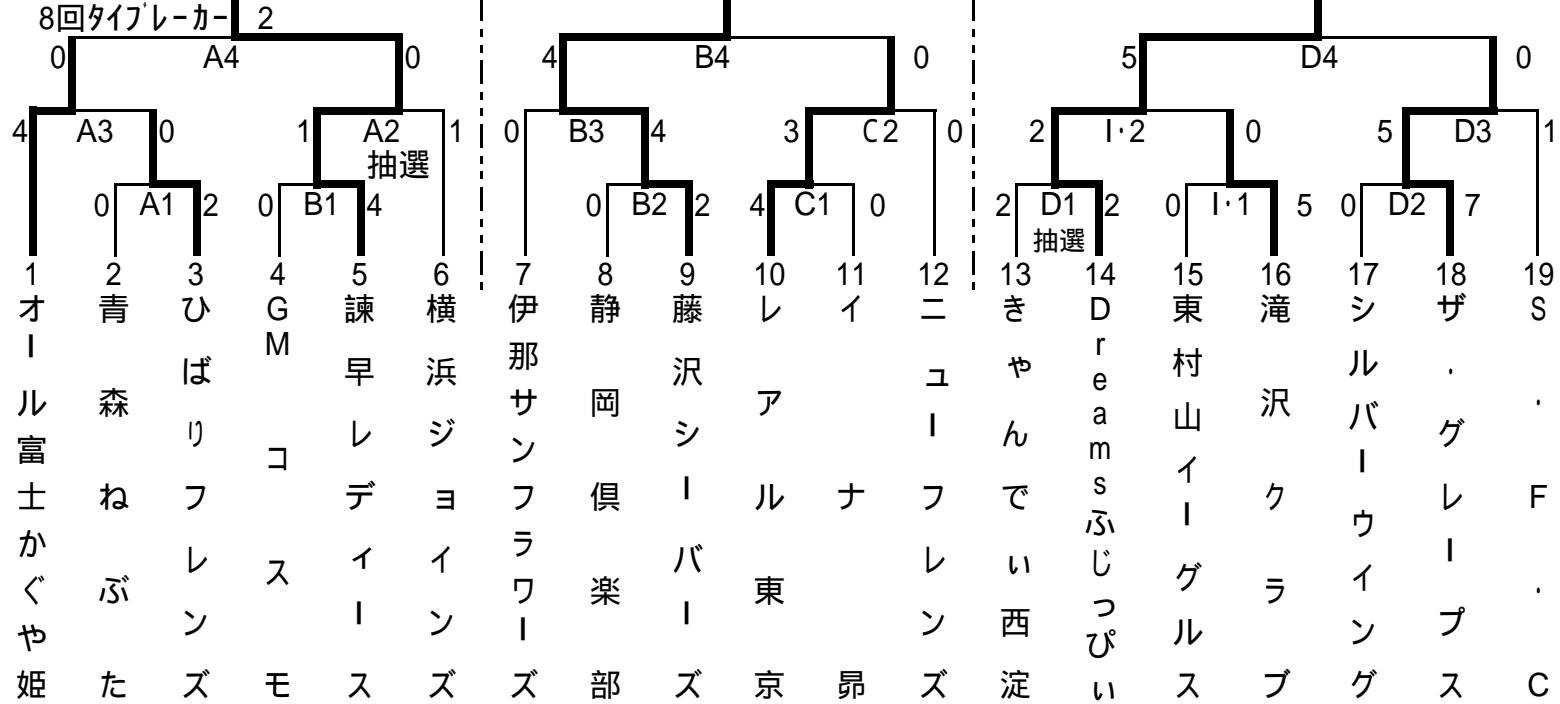 8回タイブレーカー 2
0 A4 0 4 B4 0 5 D4 0
4 A3 0 1 A2 1 0 B3 4 3 C2 0 2 I・2 0 5 D3 1
抽選
0 A1 2 0 B1 4 0 B2 2 4 C1 0 2 D1 2 0 I・1 5 0 D2 7
抽選
1 2 3 4 5 6 7 8 9 10 11 12 13 14 15 16 17 18 19
オール富士かぐや姫
青森ねぶた
ひばりフレンズ
GMコスモ
諫早レディース
横浜ジョインズ
伊那サンフラワーズ
静岡倶楽部
藤沢シーバーズ
レアル東京
イナ昴
ニューフレンズ
きゃんでぃ西淀
Dreamsふじっぴぃ
東村山イーグルス
滝沢クラブ
シルバーウイング
ザ・グレープス
S・F・C